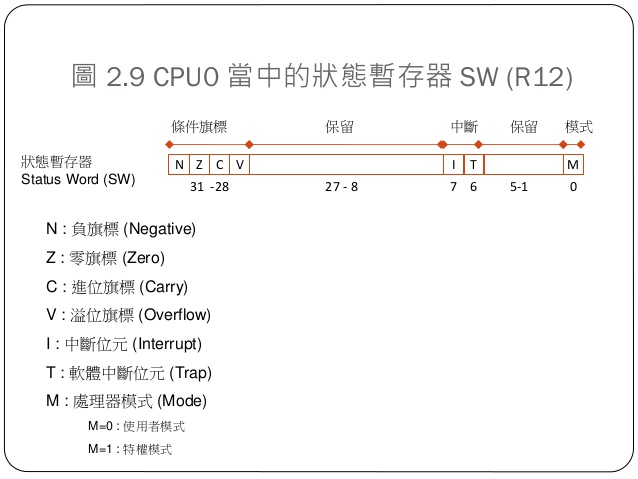 圖 2.9 CPU0 當中的狀態暫存器 SW (R12)
條件旗標 保留 中斷 保留 模式
狀態暫存器
Status Word (SW)
N Z C V I T M
31 -28 27 - 8 7 6 5-1 0
N : 負旗標 (Negative)
Z : 零旗標 (Zero)
C : 進位旗標 (Carry)
V : 溢位旗標 (Overflow)
I : 中斷位元 (Interrupt)
T : 軟體中斷位元 (Trap)
M : 處理器模式 (Mode)
M=0 : 使用者模式
M=1 : 特權模式